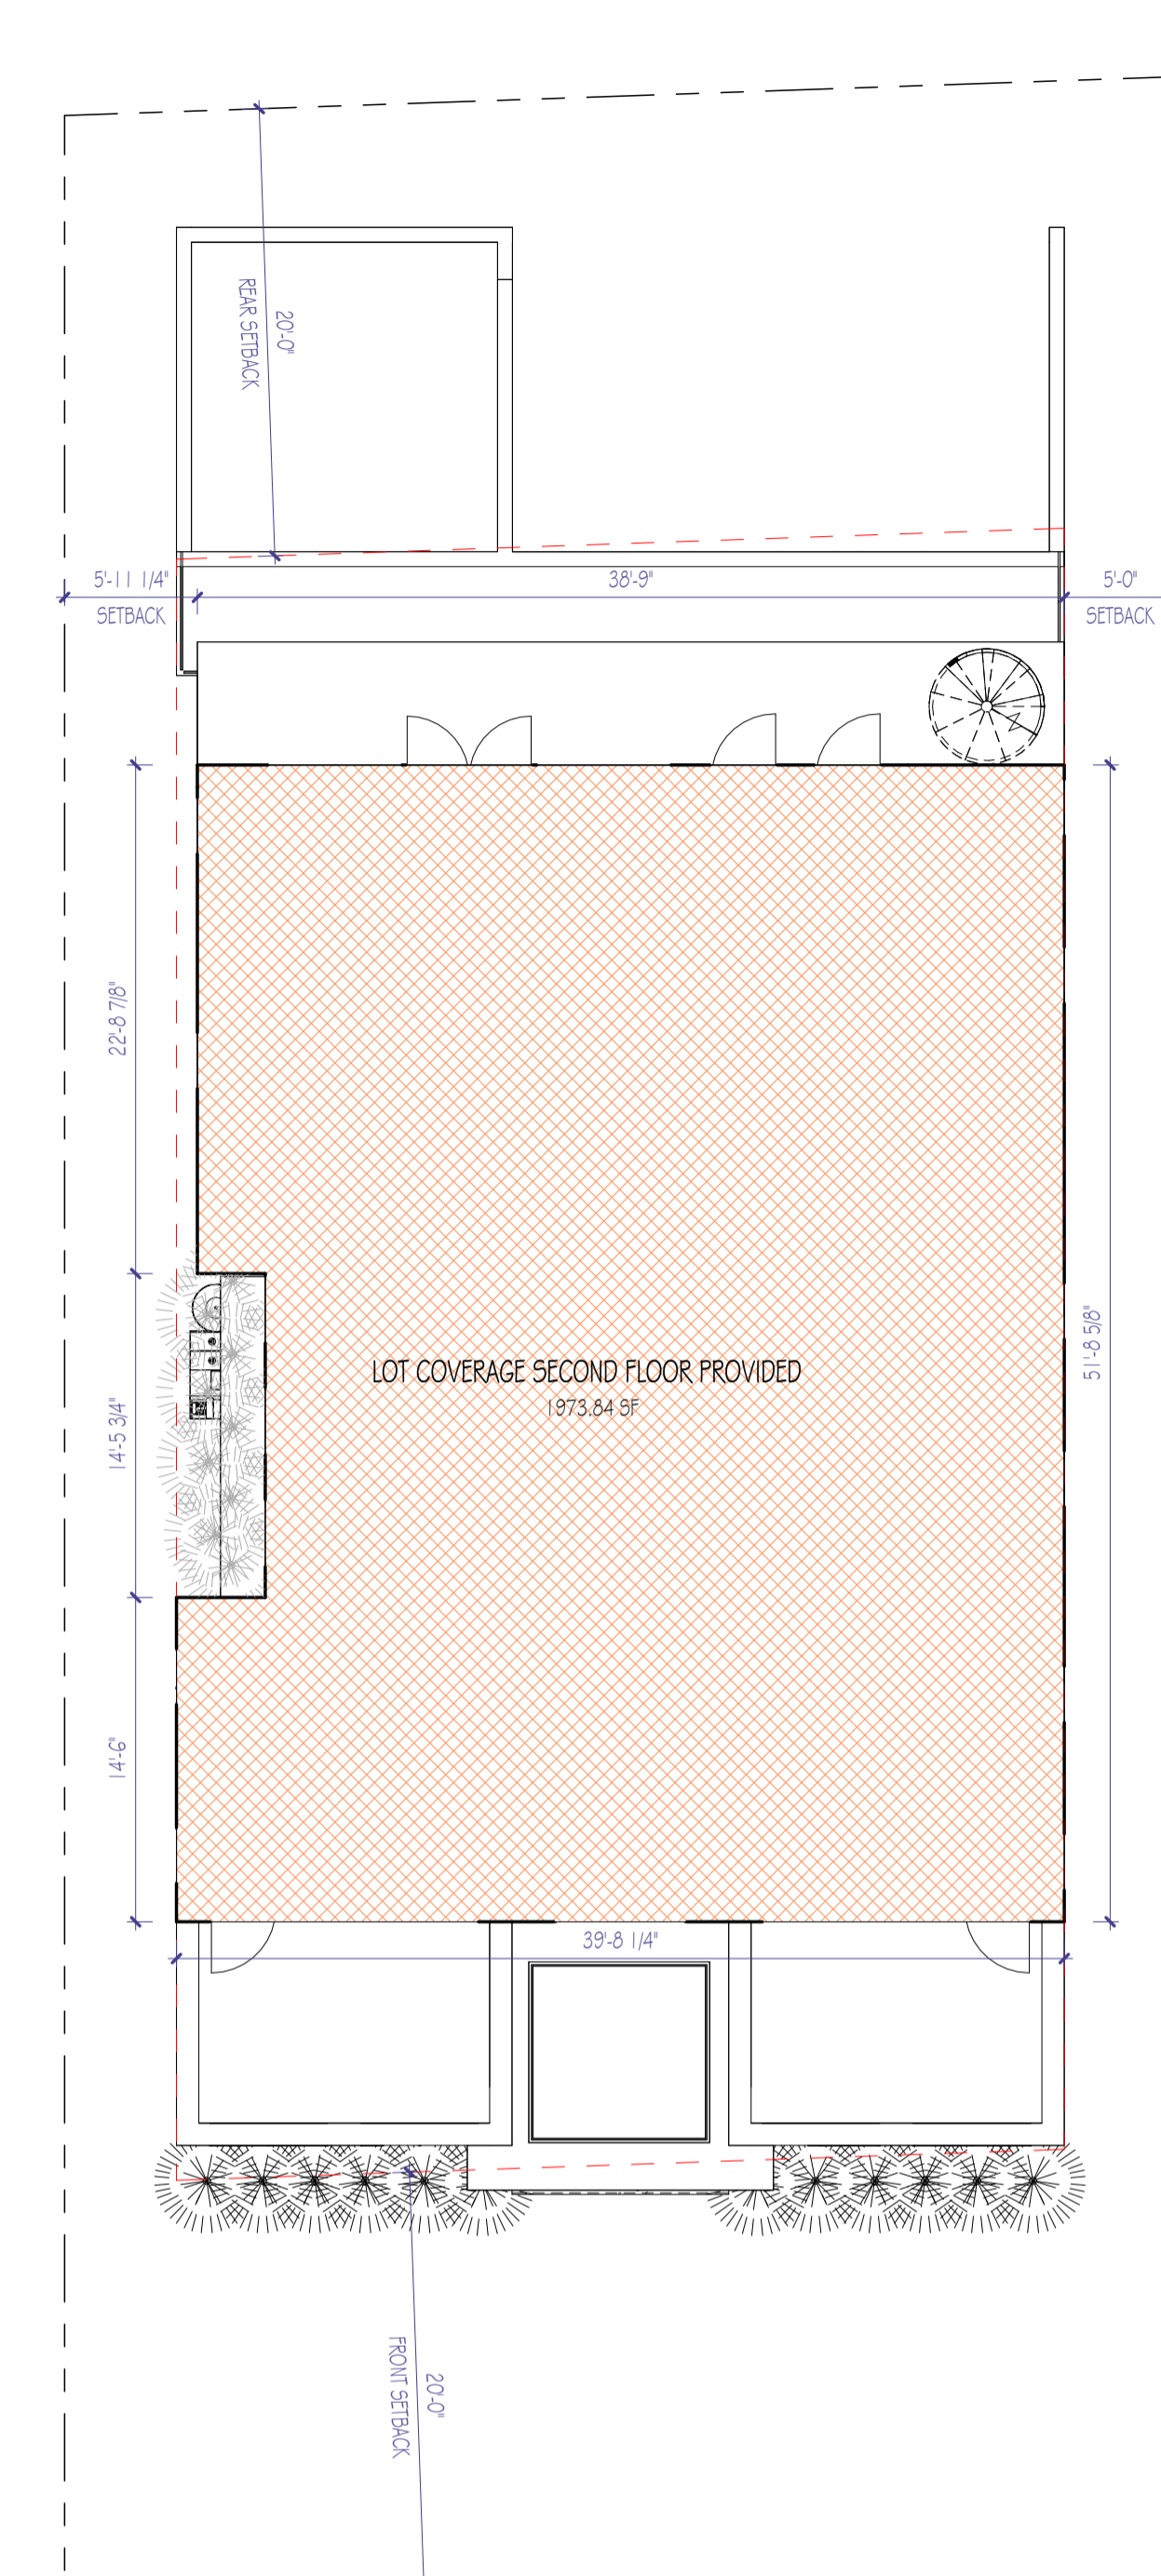 20'-0"
REAR SETBACK
5'-11 1/4"
SETBACK
38'-9"
5'-0"
SETBACK
22'-8 7/8"
51'-8 5/8"
LOT COVERAGE SECOND FLOOR PROVIDED
1973.84 SF
14'-5 3/4"
14'-6"
39'-8 1/4"
20'-0"
FRONT SETBACK